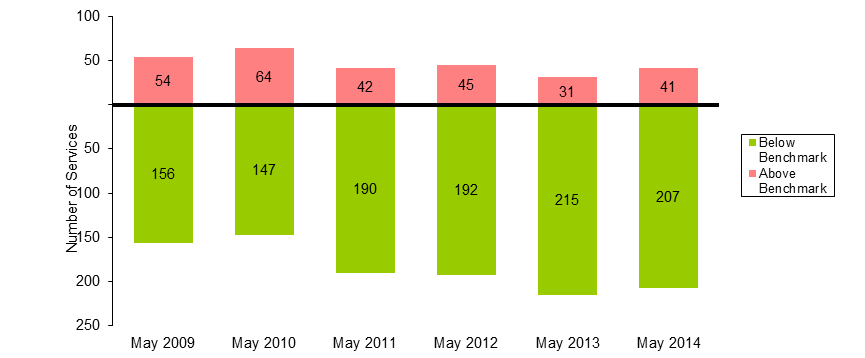 100
50
50
100
150
200
250
Number of Services
54
64
42
45
31
41
156
147
190
192
215
207
May 2009
May 2010
May 2011
May 2012
May 2013
May 2014
Below
Benchmark
Above
Benchmark